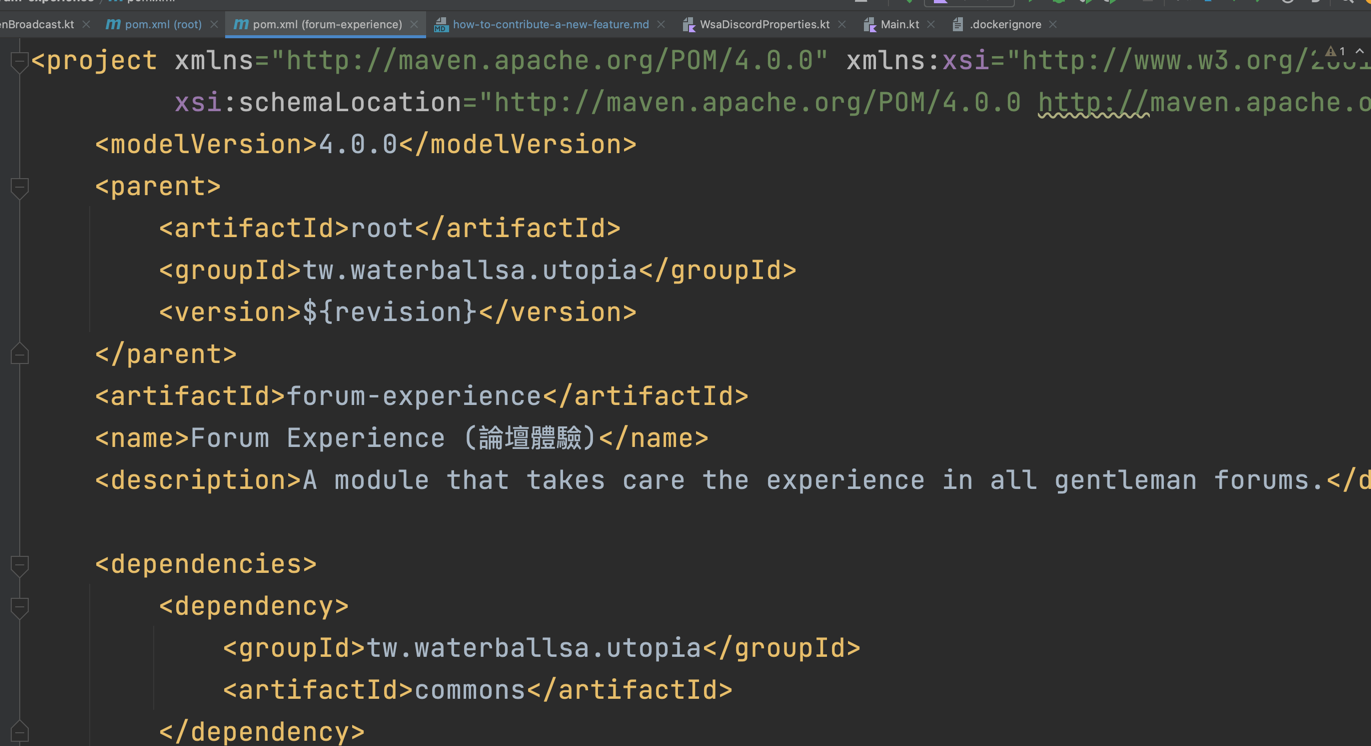 enBroadcast.kt pom.xml (root) pom.xml (forum-experience) how-to-contribute-a-new-feature.md WsaDiscordProperties.kt Main.kt .dockerignore
<project xmlns="http://maven.apache.org/POM/4.0.0" xmlns:xsi="http://www.w3.org/2001 1
xsi:schemaLocation="http://maven.apache.org/POM/4.0.0 http://maven.apache.o
<modelVersion>4.0.0</modelVersion>
<parent>
<artifactId>root</artifactId>
<groupId>tw.waterballsa.utopia</groupId>
<version>${revision}</version>
</parent>
<artifactId>forum-experience</artifactId>
<name>Forum Experience (論壇體驗)</name>
<description>A module that takes care the experience in all gentleman forums.</d
<dependencies>
<dependency>
<groupId>tw.waterballsa.utopia</groupId>
<artifactId>commons</artifactId>
</dependency>